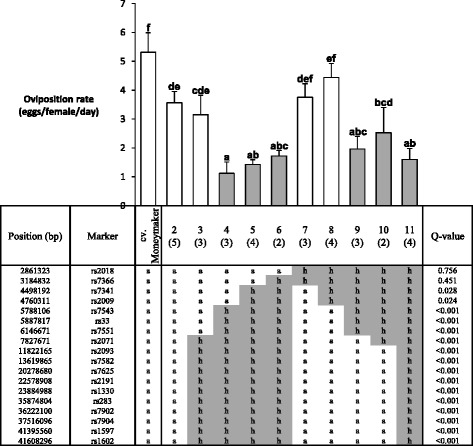 Oviposition rate
(eggs/female/day)
7
6
5
4
3
2
1
0
f
de
cde
a
ab
abc
def
ef
abc
bcd
ab
Position (bp) Marker cv. Moneymaker 2 (5) 3 (3) 4 (3) 5 (4) 6 (2) 7 (3) 8 (4) 9 (3) 10 (2) 11 (4) Q-value
2861323 rs2018 a a a a a a h h h h h 0.756
3184832 rs7366 a a a a a h h h h h h 0.451
4498192 rs7341 a a a a h h a h h h h 0.028
4760311 rs2009 a a a a h h a h h h h 0.024
5788106 rs7543 a a a h h h a a h h h <0.001
5887817 rs33 a a a h h h a a h h h <0.001
6146671 rs7551 a a a h h h a a h h h <0.001
7827671 rs2071 a a h h h h a a a h h <0.001
11822165 rs2093 a a h h h h a a a a h <0.001
13619865 rs7582 a a h h h h a a a a h <0.001
20278680 rs7625 a a h h h h a a a a h <0.001
22578908 rs2191 a a h h h h a a a a h <0.001
23884988 rs1330 a a h h h h a a a a h <0.001
35874804 rs283 a a h h h h a a a a h <0.001
36222100 rs7902 a a h h h h a a a a h <0.001
37516096 rs7904 a a h h h h a a a a h <0.001
41395560 rs1597 a a h h h h a a a a h <0.001
41608296 rs1602 a a h h h h a a a a h <0.001